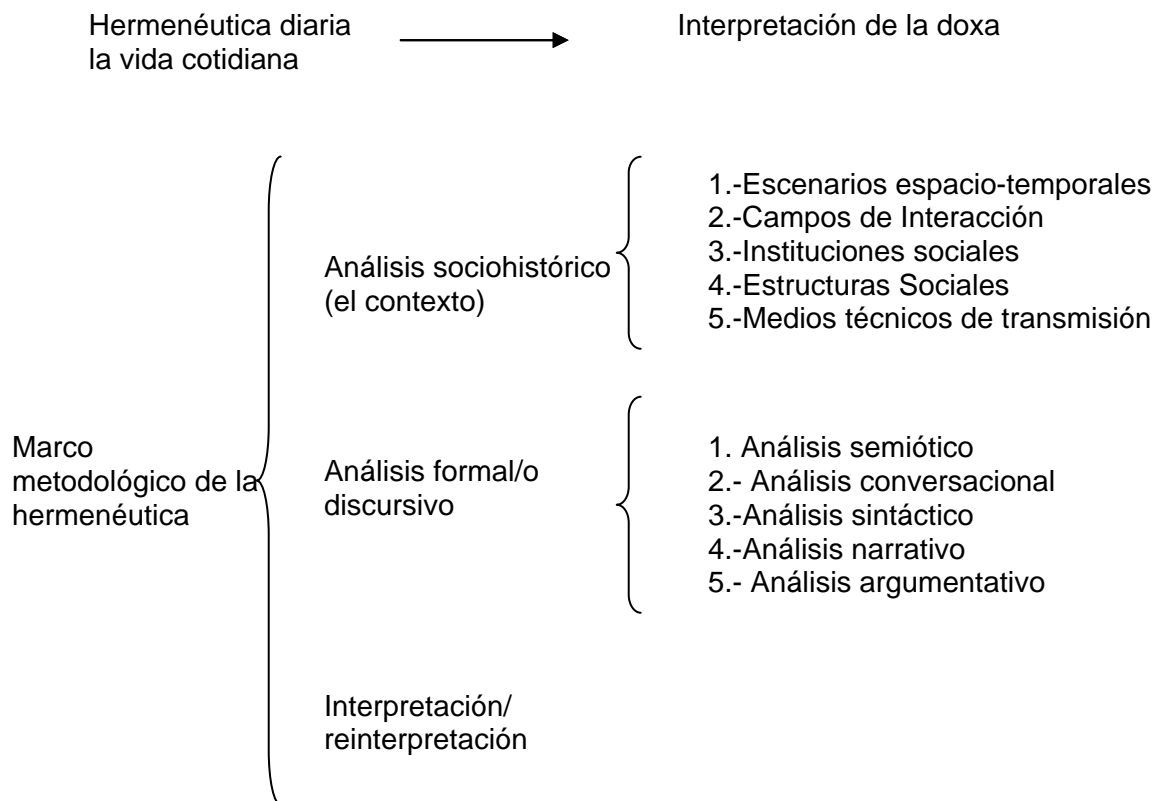 Hermenéutica diaria
la vida cotidiana
Interpretación de la doxa
Marco
metodológico de la
hermenéutica
Análisis sociohistórico
(el contexto)
1.-Escenarios espacio-temporales
2.-Campos de Interacción
3.-Instituciones sociales
4.-Estructuras Sociales
5.-Medios técnicos de transmisión
Análisis formal/o
discursivo
1. Análisis semiótico
2.- Análisis conversacional
3.-Análisis sintáctico
4.-Análisis narrativo
5.- Análisis argumentativo
Interpretación/
reinterpretación